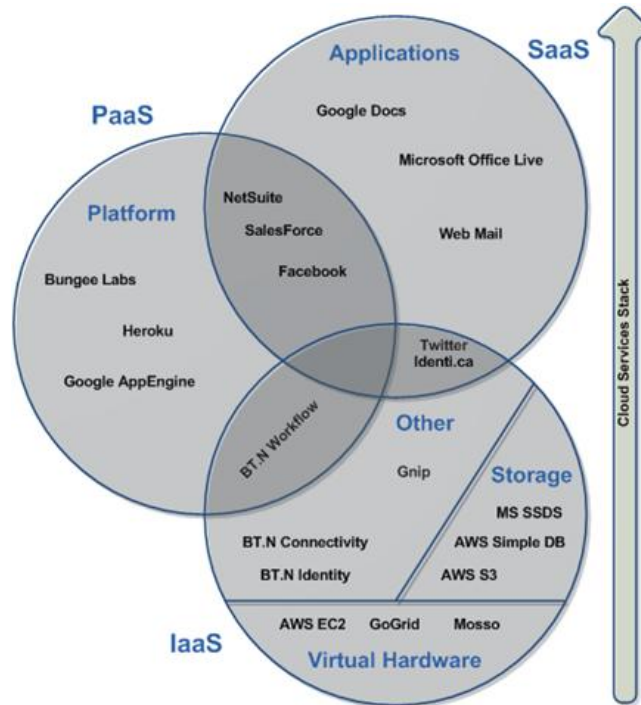 Applications
SaaS
Google Docs
PaaS
Microsoft Office Live
NetSuite
Platform
SalesForce
Web Mail
Facebook
Bungee Labs
Heroku
Twitter
Identi.ca
Google AppEngine
BT.N Workflow
Other
Gnip
Storage
MS SSDS
BT.N Connectivity
AWS Simple DB
BT.N Identity
AWS S3
AWS EC2 GoGrid Mosso
IaaS
Virtual Hardware
Cloud Services Stack